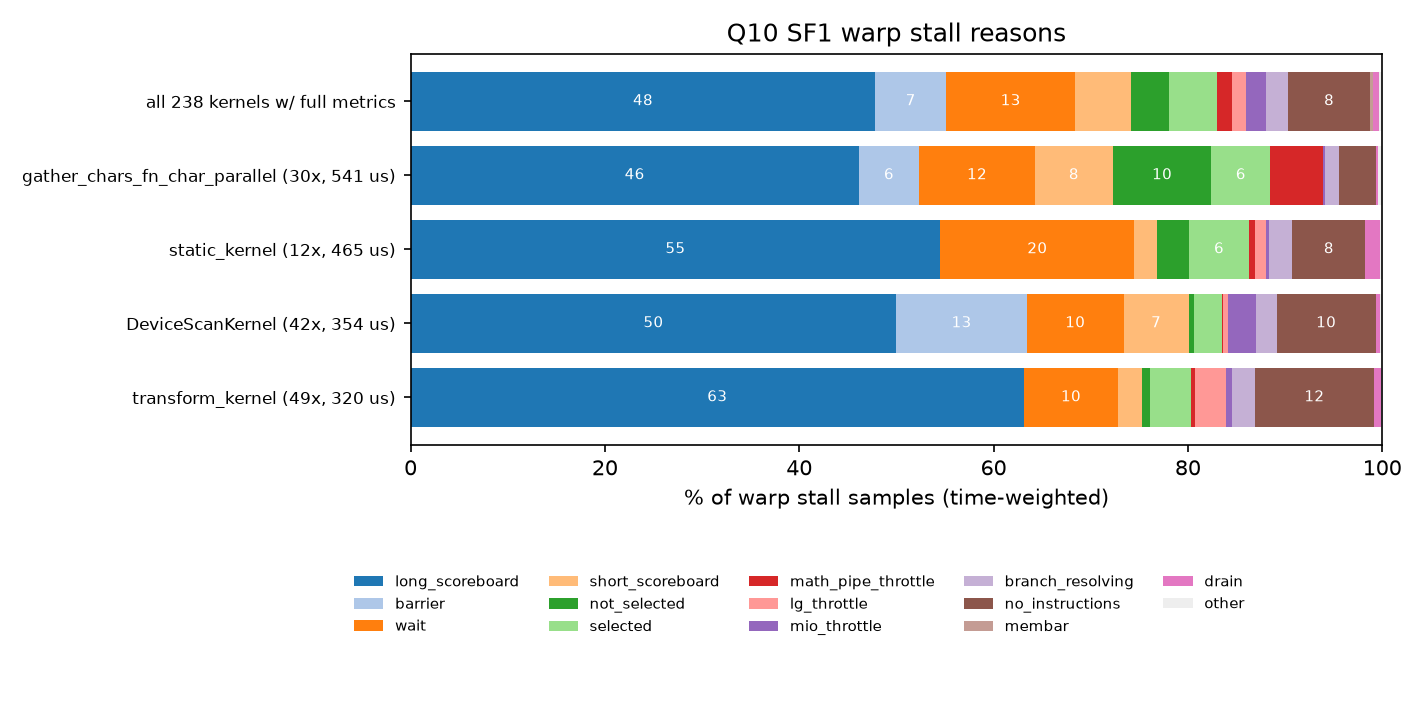 Q10 SF1 warp stall reasons
all 238 kernels w/ full metrics
48 7 13 8
gather_chars_fn_char_parallel (30x, 541 us)
46 6 12 8 10 6
static_kernel (12x, 465 us)
55 20 6 8
DeviceScanKernel (42x, 354 us)
50 13 10 7 10
transform_kernel (49x, 320 us)
63 10 12
0 20 40 60 80 100
% of warp stall samples (time-weighted)
long_scoreboard short_scoreboard math_pipe_throttle branch_resolving drain
barrier not_selected lg_throttle no_instructions other
wait selected mio_throttle membar